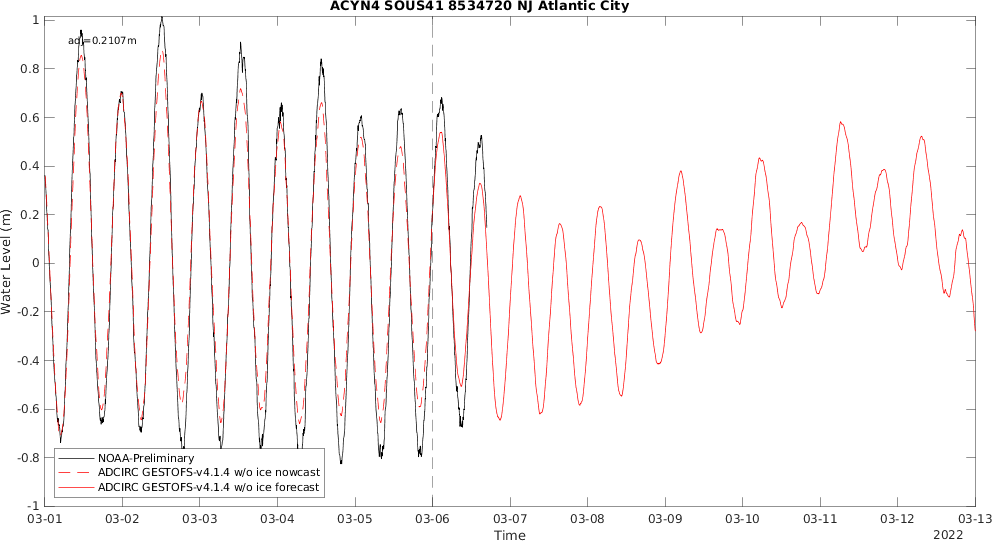 ACYN4 SOUS41 8534720 NJ Atlantic City
1
0.8
0.6
0.4
0.2
0
-0.2
-0.4
-0.6
-0.8
-1
Water Level (m)
=0.2107m
NOAA-Preliminary
ADCIRC GESTOFS-v4.1.4 w/o ice nowcast
ADCIRC GESTOFS-v4.1.4 w/o ice forecast
03-01 03-02 03-03 03-04 03-05 03-06 03-07 03-08 03-09 03-10 03-11 03-12 03-13
Time
2022